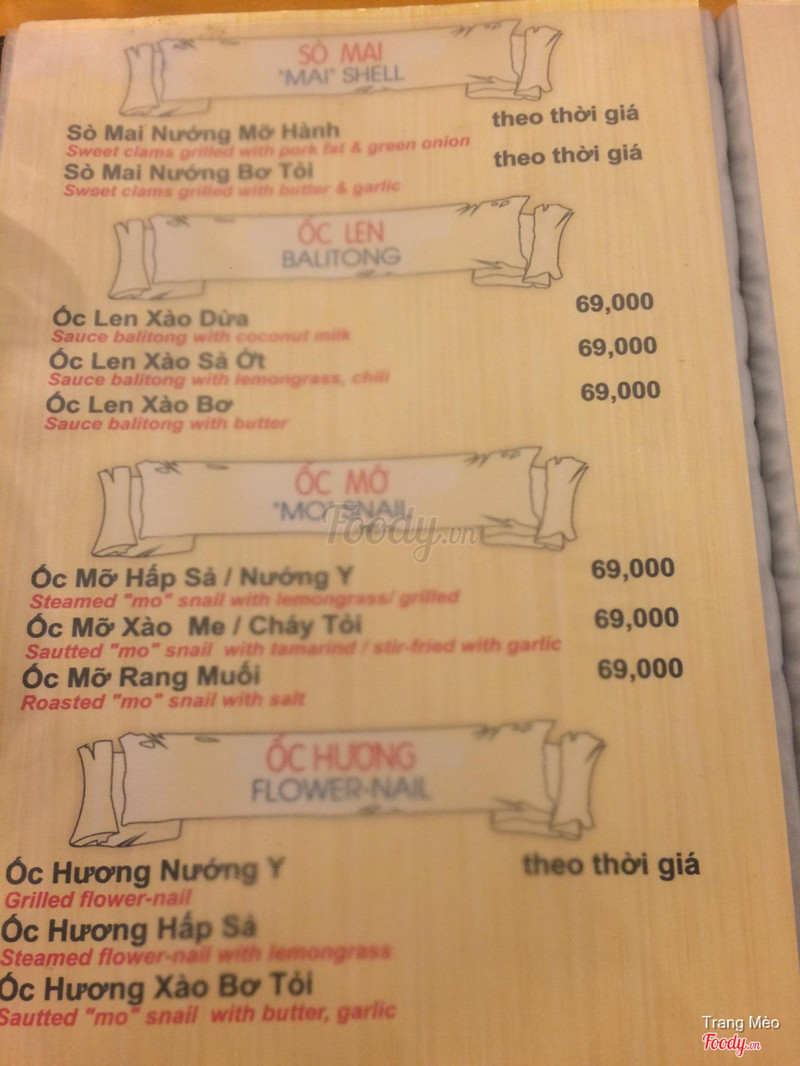 SÒ MAI
"MAI" SHELL
Sò Mai Nướng Mỡ Hành theo thời giá
Sweet clams grilled with pork fat & green onion
Sò Mai Nướng Bơ Tỏi theo thời giá
Sweet clams grilled with butter & garlic
ỐC LEN
BALITONG
Ốc Len Xào Dừa 69,000
Sauce balitong with coconut milk
Ốc Len Xào Sả Ớt 69,000
Sauce balitong with lemongrass, chili
Ốc Len Xào Bơ 69,000
Sauce balitong with butter
ỐC MỠ
"MO" SNAIL
Foody.vn
Ốc Mỡ Hấp Sả / Nướng Y 69,000
Steamed "mo" snail with lemongrass/ grilled
Ốc Mỡ Xào Me / Cháy Tỏi 69,000
Sautted "mo" snail with tamarind / stir-fried with garlic
Ốc Mỡ Rang Muối 69,000
Roasted "mo" snail with salt
ỐC HƯƠNG
FLOWER-NAIL
Ốc Hương Nướng Y theo thời giá
Grilled flower-nail
Ốc Hương Hấp Sả
Steamed flower-nail with lemongrass
Ốc Hương Xào Bơ Tỏi
Sautted "mo" snail with butter, garlic
Trang Mèo
Foody.vn